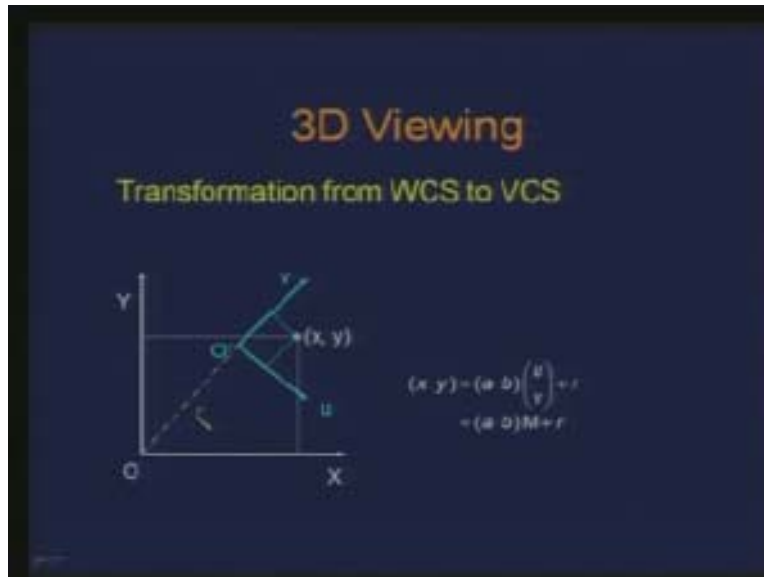 3D Viewing
Transformation from WCS to VCS
Y
v
(x, y)
O'
(x y)=(a b)(u v)+r
r
u
=(a b)M+r
O
X